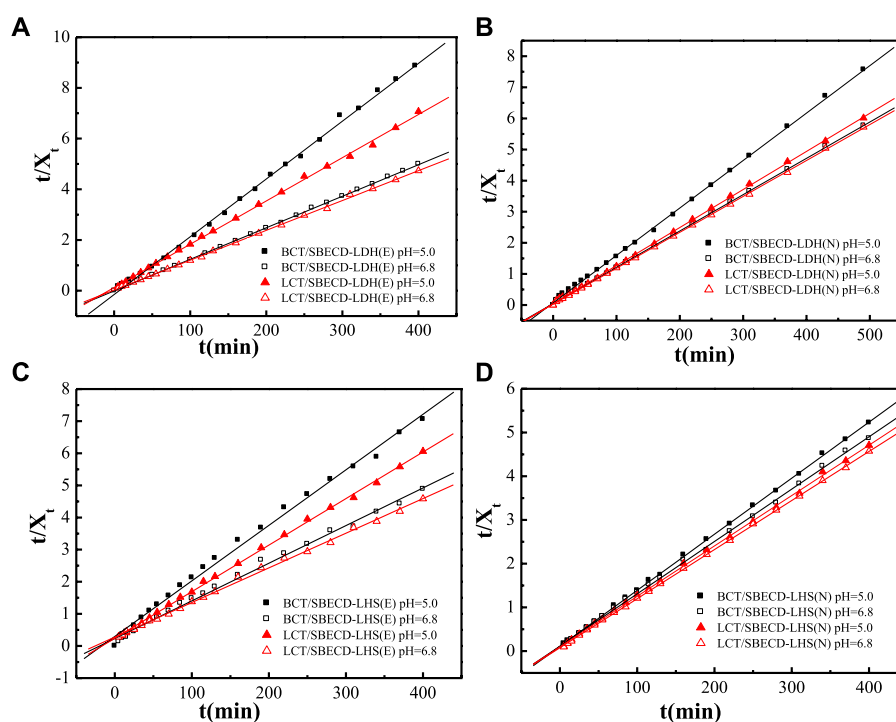 A
10
8
6
4
2
0
t/Xt
0 100 200 300 400
t(min)
BCT/SBECD-LDH(E) pH=5.0
BCT/SBECD-LDH(E) pH=6.8
LCT/SBECD-LDH(E) pH=5.0
LCT/SBECD-LDH(E) pH=6.8
B
8
7
6
5
4
3
2
1
0
t/Xt
0 100 200 300 400 500
t(min)
BCT/SBECD-LDH(N) pH=5.0
BCT/SBECD-LDH(N) pH=6.8
LCT/SBECD-LDH(N) pH=5.0
LCT/SBECD-LDH(N) pH=6.8
C
8
7
6
5
4
3
2
1
0
-1
t/Xt
0 100 200 300 400
t(min)
BCT/SBECD-LHS(E) pH=5.0
BCT/SBECD-LHS(E) pH=6.8
LCT/SBECD-LHS(E) pH=5.0
LCT/SBECD-LHS(E) pH=6.8
D
6
5
4
3
2
1
0
t/Xt
0 100 200 300 400
t(min)
BCT/SBECD-LHS(N) pH=5.0
BCT/SBECD-LHS(N) pH=6.8
LCT/SBECD-LHS(N) pH=5.0
LCT/SBECD-LHS(N) pH=6.8